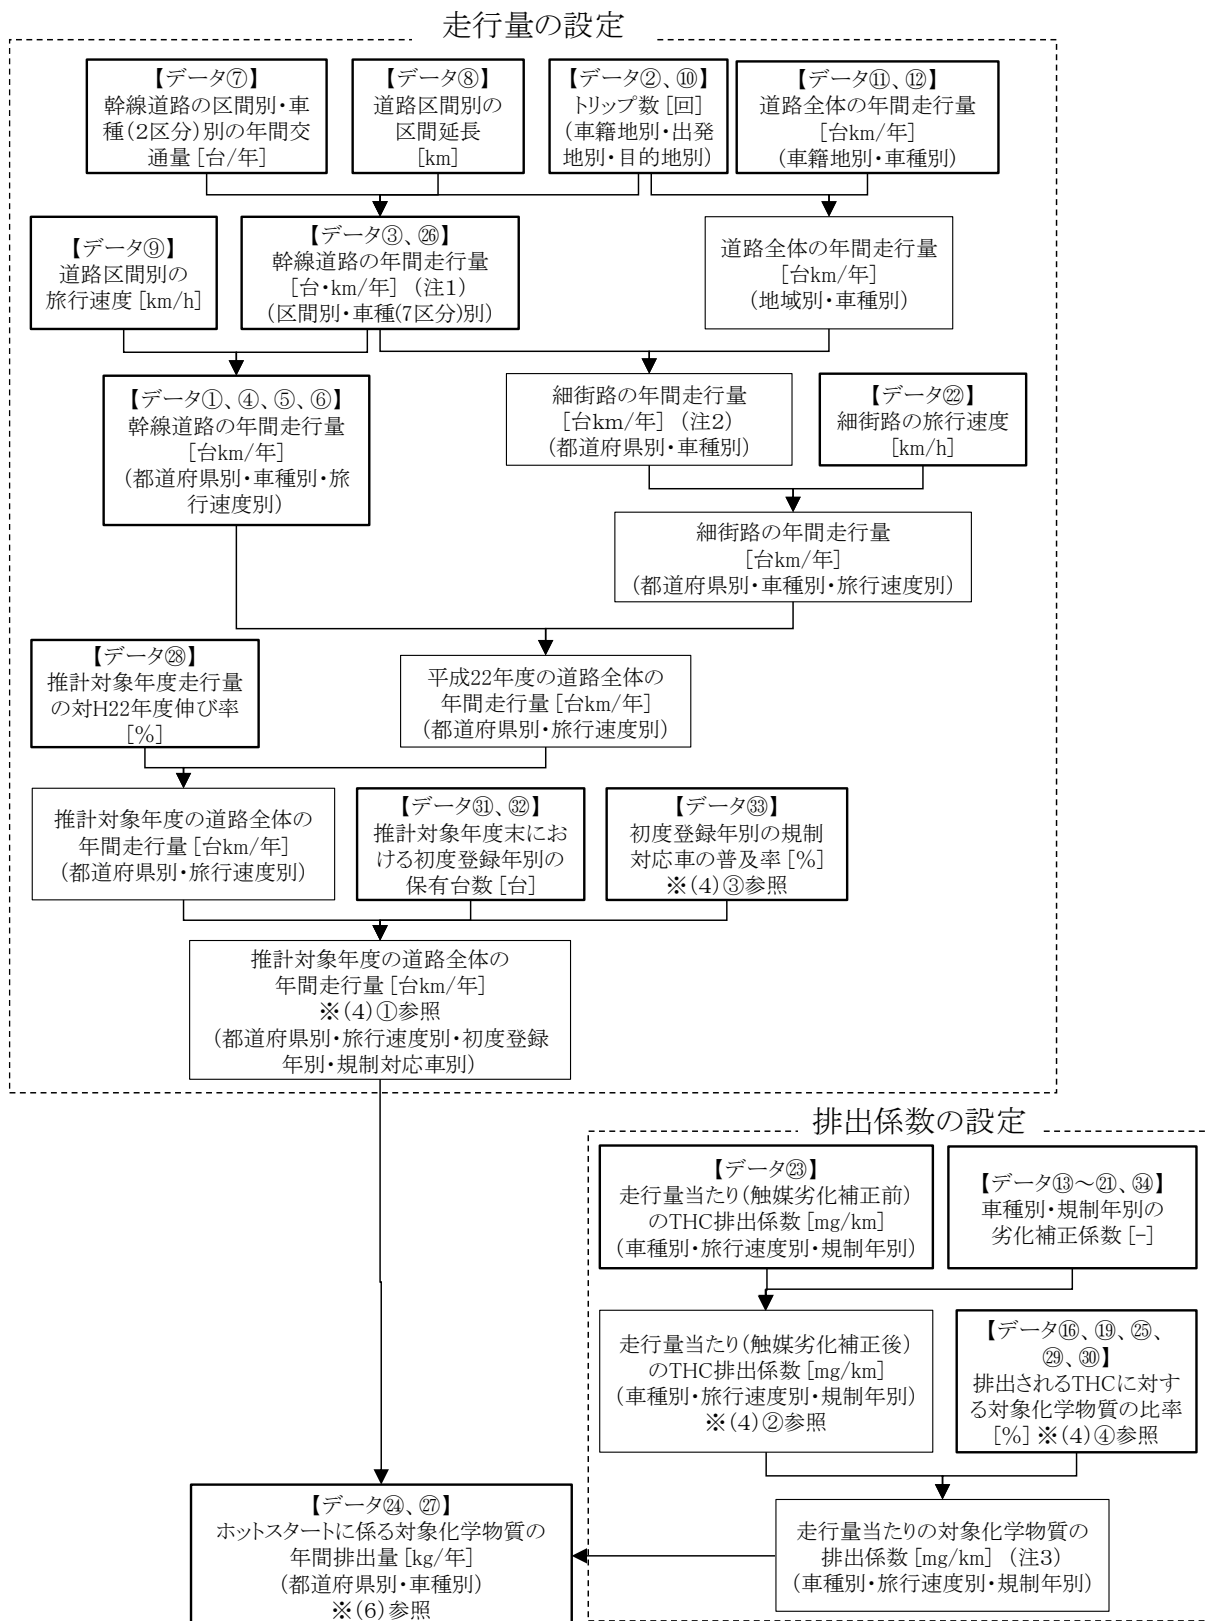 走行量の設定
【データ⑦】
幹線道路の区間別・車
種(2区分)別の年間交
通量[台/年]
【データ⑧】
道路区間別の
区間延長
[km]
【データ②、⑩】
トリップ数[回]
(車籍地別・出発
地別・目的地別)
【データ⑪、⑫】
道路全体の年間走行量
[台km/年]
(車籍地別・車種別)
【データ⑨】
道路区間別の
旅行速度[km/h]
【データ③、㉖】
幹線道路の年間走行量
[台・km/年] (注1)
(区間別・車種(7区分)別)
道路全体の年間走行量
[台km/年]
(地域別・車種別)
【データ①、④、⑤、⑥】
幹線道路の年間走行量
[台km/年]
(都道府県別・車種別・旅
行速度別)
細街路の年間走行量
[台km/年] (注2)
(都道府県別・車種別)
【データ㉒】
細街路の旅行速度
[km/h]
細街路の年間走行量
[台km/年]
(都道府県別・車種別・旅行速度別)
【データ㉘】
推計対象年度走行量
の対H22年度伸び率
[%]
平成22年度の道路全体の
年間走行量[台km/年]
(都道府県別・旅行速度別)
推計対象年度の道路全体の
年間走行量[台km/年]
(都道府県別・旅行速度別)
【データ㉛、㉜】
推計対象年度末にお
ける初度登録年別の
保有台数[台]
【データ㉝】
初度登録年別の規制
対応車の普及率[%]
※(4)③参照
推計対象年度の道路全体の
年間走行量[台km/年]
※(4)①参照
(都道府県別・旅行速度別・初度登録
年別・規制対応車別)
排出係数の設定
【データ㉓】
走行量当たり(触媒劣化補正前)
のTHC排出係数[mg/km]
(車種別・旅行速度別・規制年別)
【データ⑬~㉑、㉞】
車種別・規制年別の
劣化補正係数[-]
走行量当たり(触媒劣化補正後)
のTHC排出係数[mg/km]
(車種別・旅行速度別・規制年別)
※(4)②参照
【データ⑯、⑲、㉕、
㉙、㉚】
排出されるTHCに対す
る対象化学物質の比率
[%]※(4)④参照
【データ㉔、㉗】
ホットスタートに係る対象化学物質の
年間排出量[kg/年]
(都道府県別・車種別)
※(6)参照
走行量当たりの対象化学物質の
排出係数[mg/km] (注3)
(車種別・旅行速度別・規制年別)